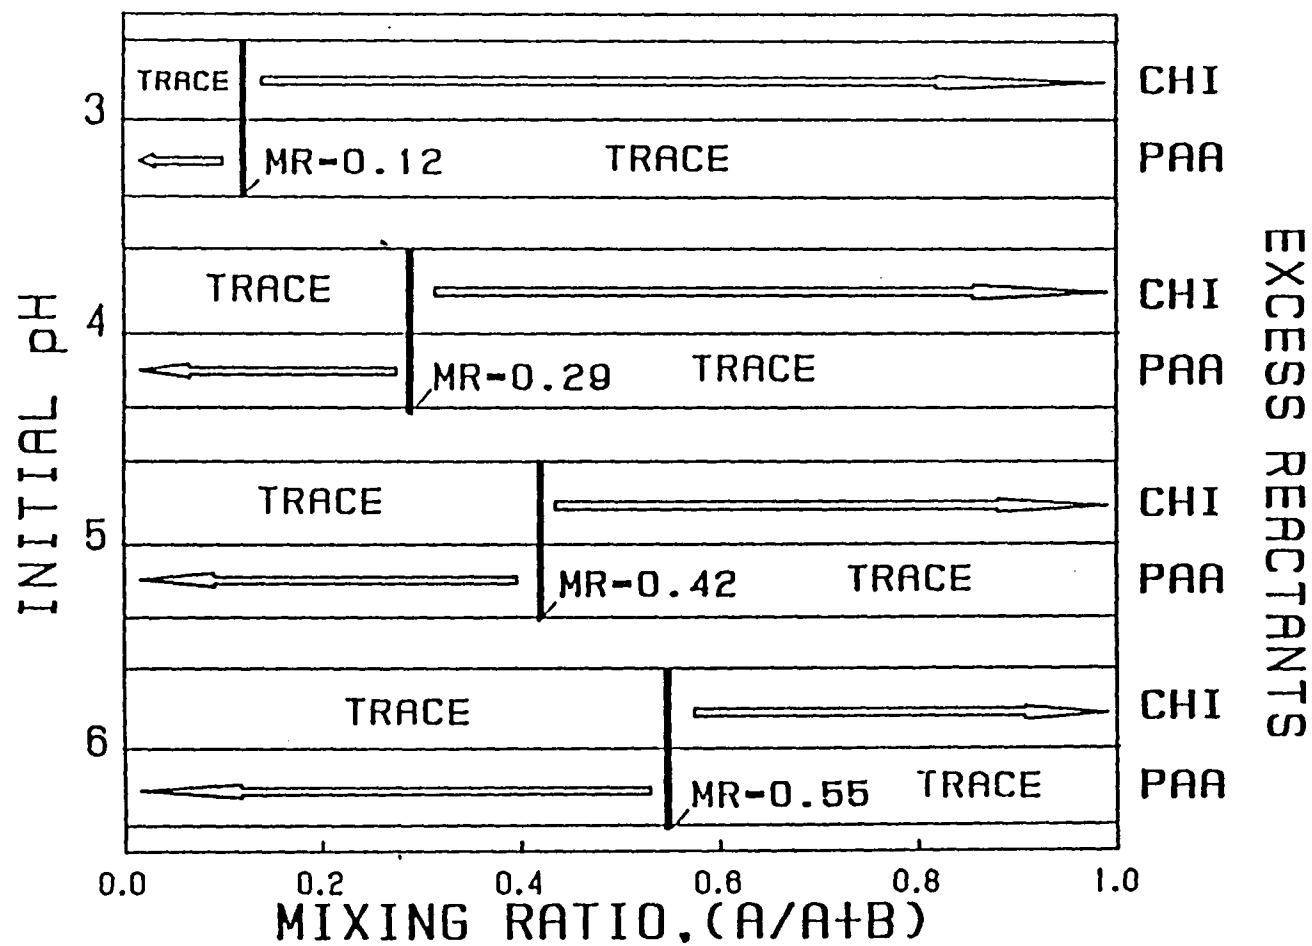 TRACE CHI
3
MR=0.12 TRACE PAA
TRACE CHI
4
MR=0.29 TRACE PAA
TRACE CHI
5
MR=0.42 TRACE PAA
TRACE CHI
6
MR=0.55 TRACE PAA
INITIAL pH
EXCESS REACTANTS
0.0 0.2 0.4 0.6 0.8 1.0
MIXING RATIO,(A/A+B)